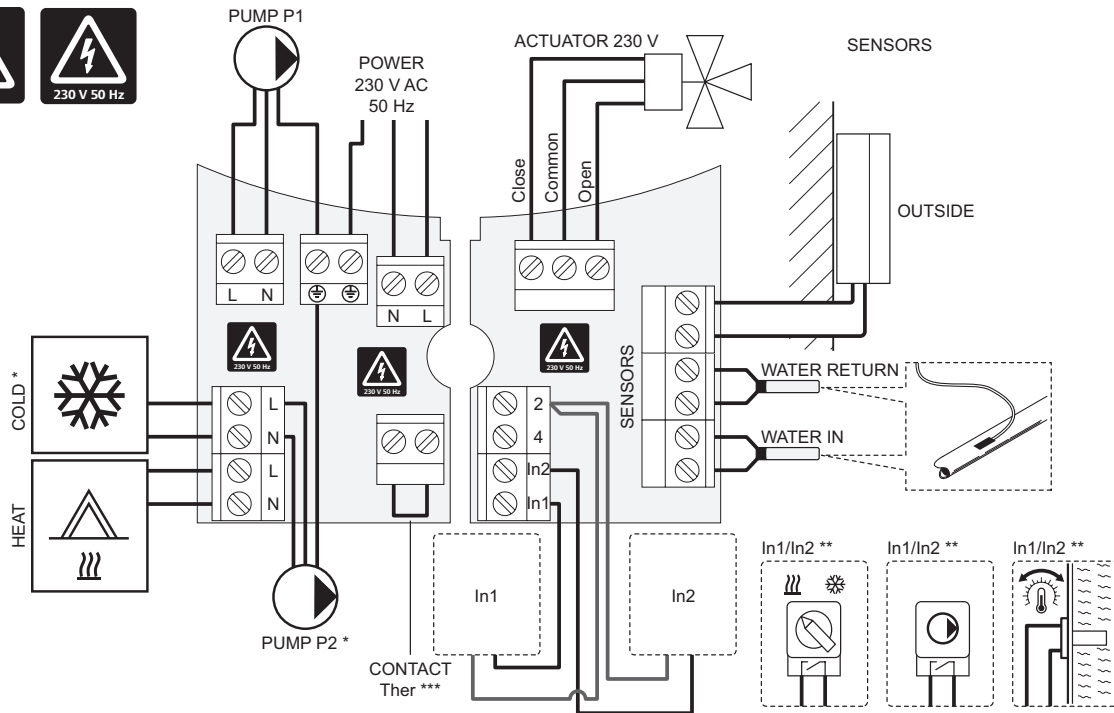 PUMP P1
230 V 50 Hz
POWER
230 V AC
50 Hz
ACTUATOR 230 V
SENSORS
Close
Common
Open
OUTSIDE
L N
N L
230 V 50 Hz
230 V 50 Hz
230 V 50 Hz
SENSORS
WATER RETURN
WATER IN
COLD *
HEAT
L
N
L
N
2
4
In2
In1
In1
In2
In1/In2 **
In1/In2 **
In1/In2 **
PUMP P2 *
CONTACT
Ther ***